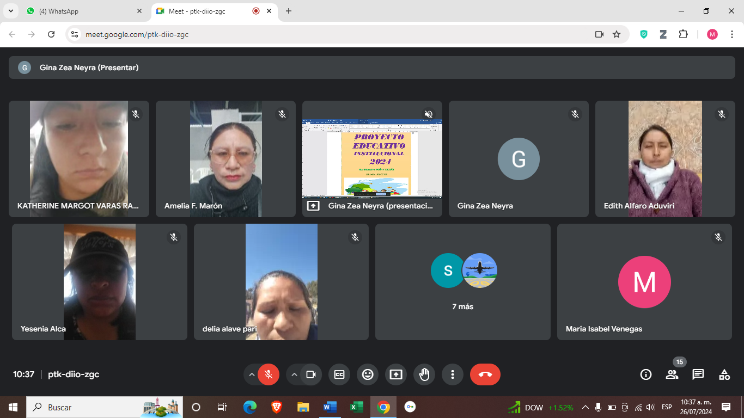 (4) WhatsApp
Meet - ptk-diio-zgc
meet.google.com/ptk-diio-zgc
M
G
Gina Zea Neyra (Presentar)
KATHERINE MARGOT VARAS RA...
Amelia F. Marón
PROYECTO
EDUCATIVO
INSTITUCIONAL
2024
Gina Zea Neyra (presentaci...
G
Gina Zea Neyra
Edith Alfaro Aduviri
Yesenia Alca
delia alave pari
S
7 más
M
Maria Isabel Venegas
10:37
ptk-diio-zgc
15
Buscar
DOW
+1.52%
ESP
10:37 a. m.
26/07/2024